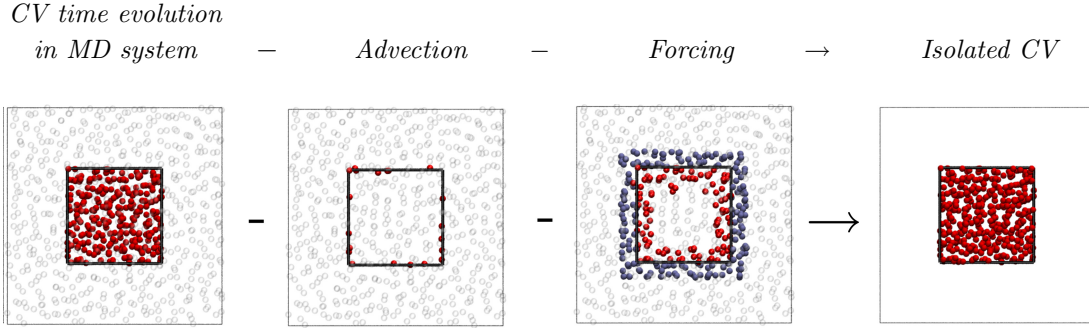 CV time evolution
in MD system − Advection − Forcing → Isolated CV
- - →